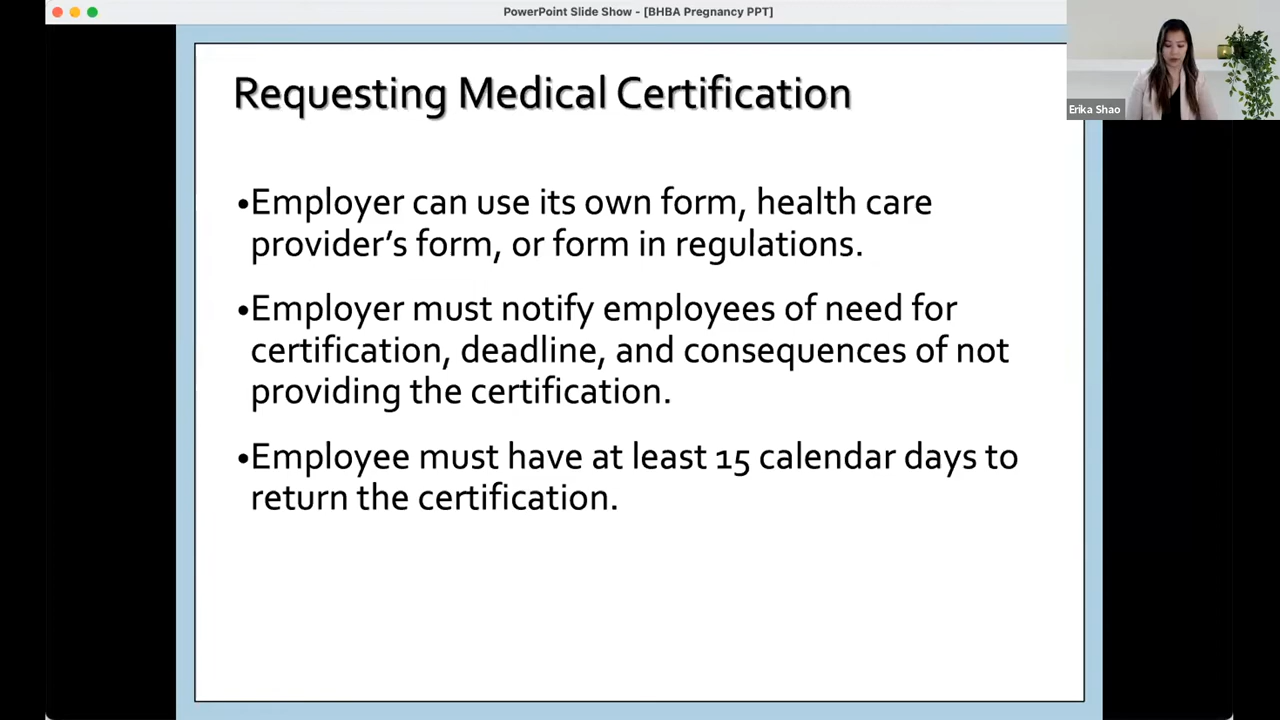 PowerPoint Slide Show - [BHBA Pregnancy PPT]
Erika Shao
Requesting Medical Certification
•Employer can use its own form, health care
provider’s form, or form in regulations.
•Employer must notify employees of need for
certification, deadline, and consequences of not
providing the certification.
•Employee must have at least 15 calendar days to
return the certification.